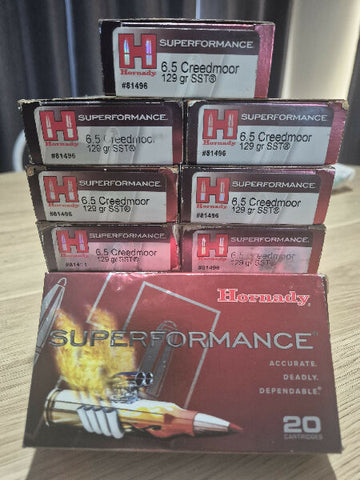 H
SUPERFORMANCE
Hornady
6.5 Creedmoor
129 gr SST®
#81496
H
SUPERFORMANCE
Hornady
6.5 Creedmoor
129 gr SST®
#81496
H
SUPERFORMANCE
Hornady
6.5 Creedmoor
129 gr SST®
#81496
H
SUPERFORMANCE
Hornady
6.5 Creedmoor
129 gr SST®
#81496
H
SUPERFORMANCE
Hornady
6.5 Creedmoor
129 gr SST®
#81496
H
SUPERFORMANCE
Hornady
6.5 Creedmoor
129 gr SST®
H
SUPERFORMANCE
Hornady
6.5 Creedmoor
129 gr SST®
#81496
Hornady
SUPERFORMANCE™
ACCURATE.
DEADLY.
DEPENDABLE.®
20
CARTRIDGES